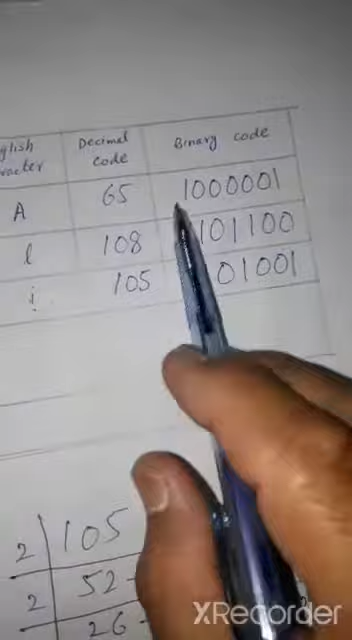 glish Decimal Binary code
racter code
A 65 1000001
l 108 101100
i 105 01001
2 105
2 52-
26
XRecorder